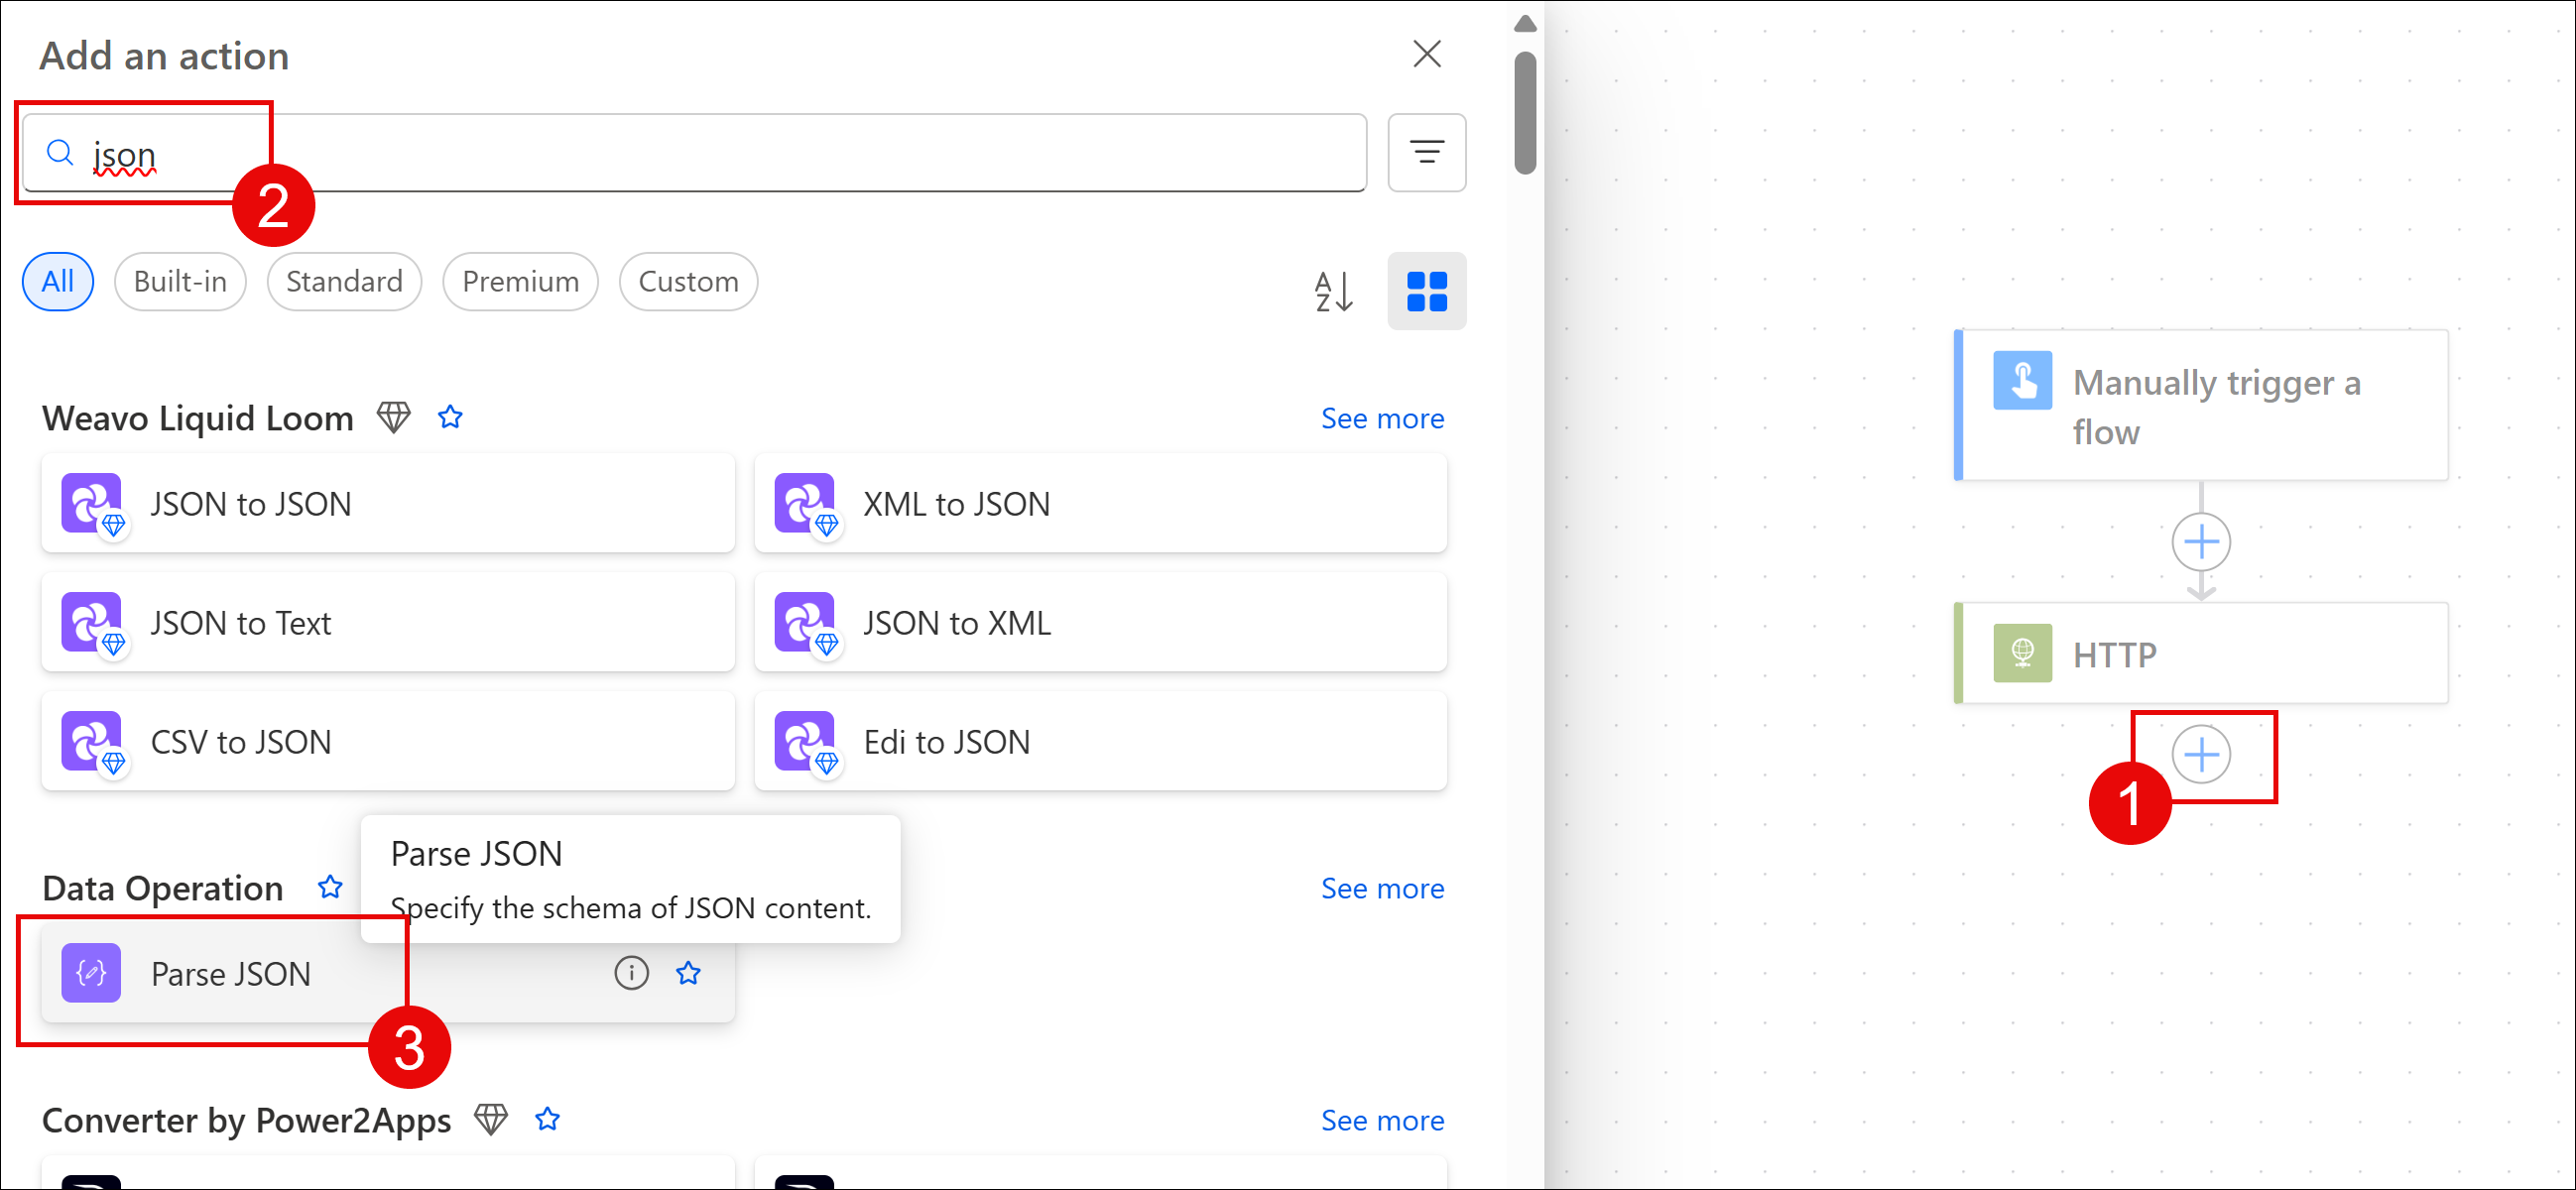 Add an action
json
2
All
Built-in
Standard
Premium
Custom
A
Z
Weavo Liquid Loom
See more
JSON to JSON
XML to JSON
JSON to Text
JSON to XML
CSV to JSON
Edi to JSON
Parse JSON
Specify the schema of JSON content.
Data Operation
See more
Parse JSON
3
Converter by Power2Apps
See more
Manually trigger a
flow
HTTP
1